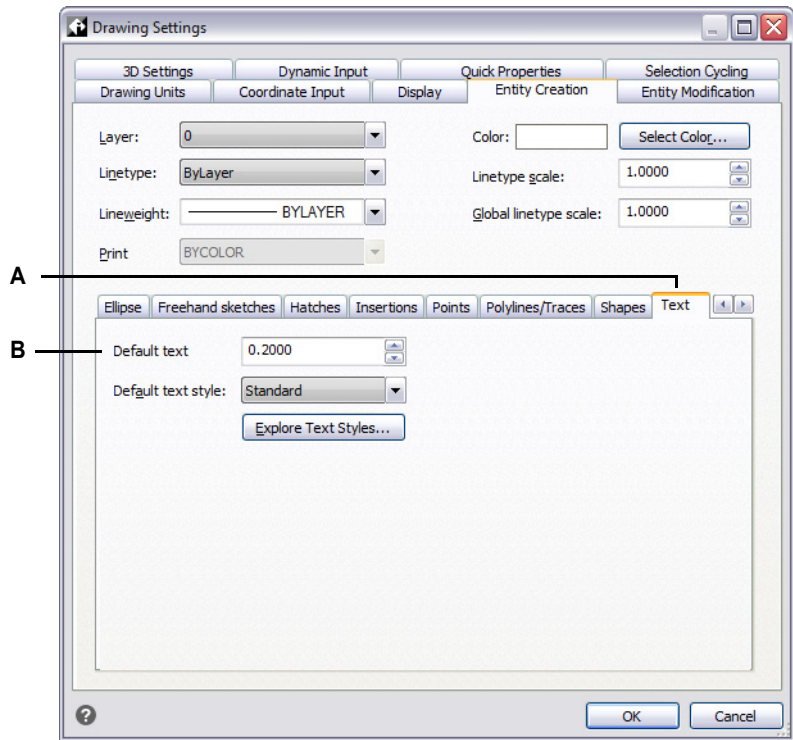 Drawing Settings
3D Settings Dynamic Input Quick Properties Selection Cycling
Drawing Units Coordinate Input Display Entity Creation Entity Modification
Layer: 0 Color: Select Color...
Linetype: ByLayer Linetype scale: 1.0000
Lineweight: BYLAYER Global linetype scale: 1.0000
Print BYCOLOR
A
Ellipse Freehand sketches Hatches Insertions Points Polylines/Traces Shapes Text
B Default text 0.2000
Default text style: Standard
Explore Text Styles...
? OK Cancel